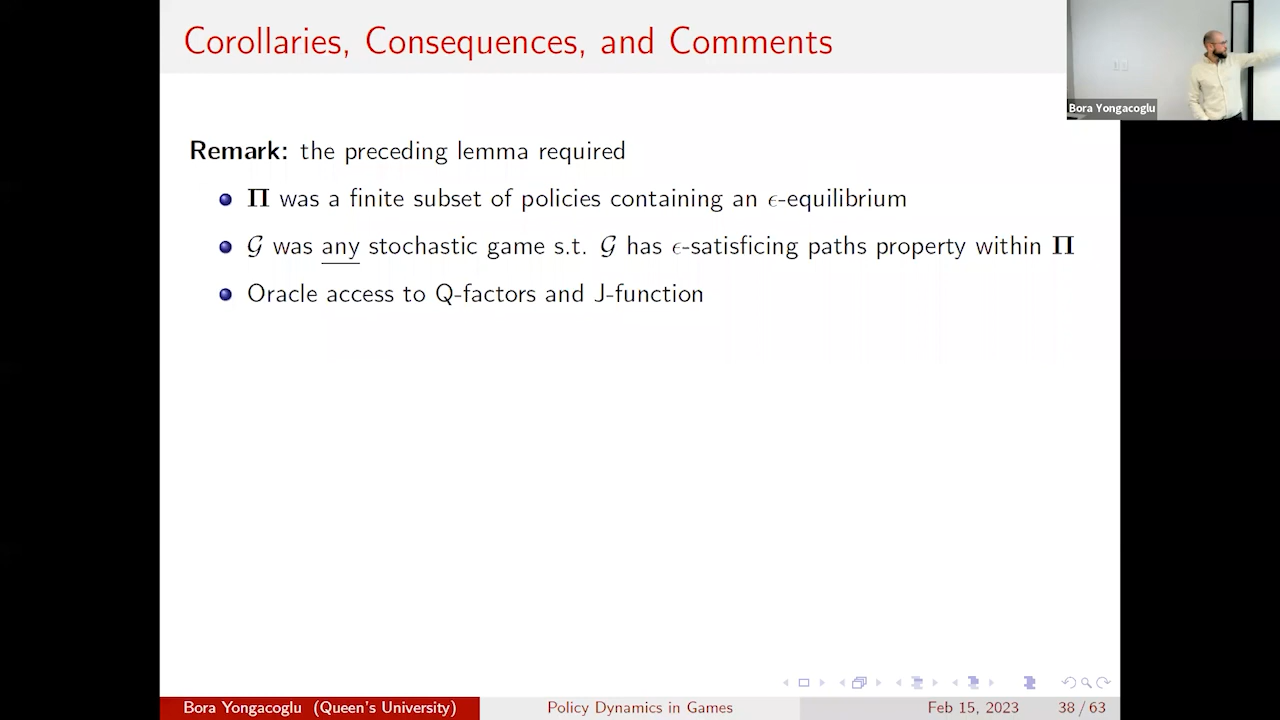 Corollaries, Consequences, and Comments
Bora Yongacoglu
Remark: the preceding lemma required
Π was a finite subset of policies containing an ϵ-equilibrium
𝒢 was any stochastic game s.t. 𝒢 has ϵ-satisficing paths property within Π
Oracle access to Q-factors and J-function
Bora Yongacoglu (Queen's University)
Policy Dynamics in Games
Feb 15, 2023
38 / 63